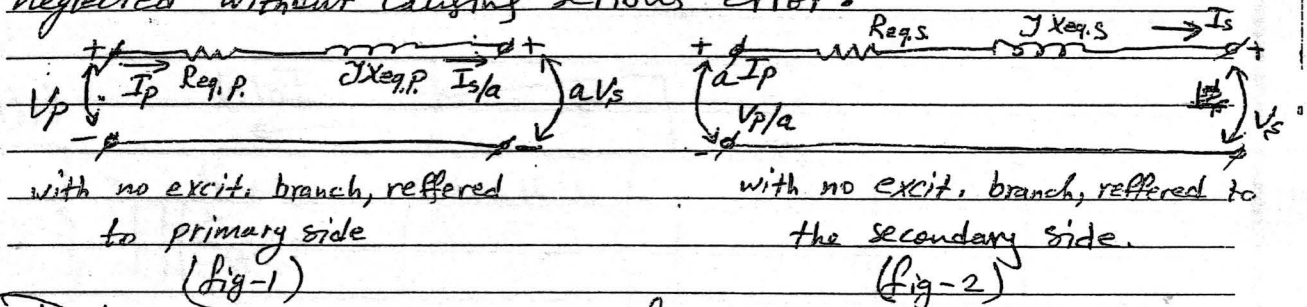 neglected without causing serious error.
+ Req.P. JXeq.P. +
Ip Is/a
Vp aVs
- -
Req.S JXeq.S Is
+ +
aIp
Vp/a Vs
-
with no excit. branch, reffered
to primary side
(fig-1)
with no excit. branch, reffered to
the secondary side.
(fig-2)